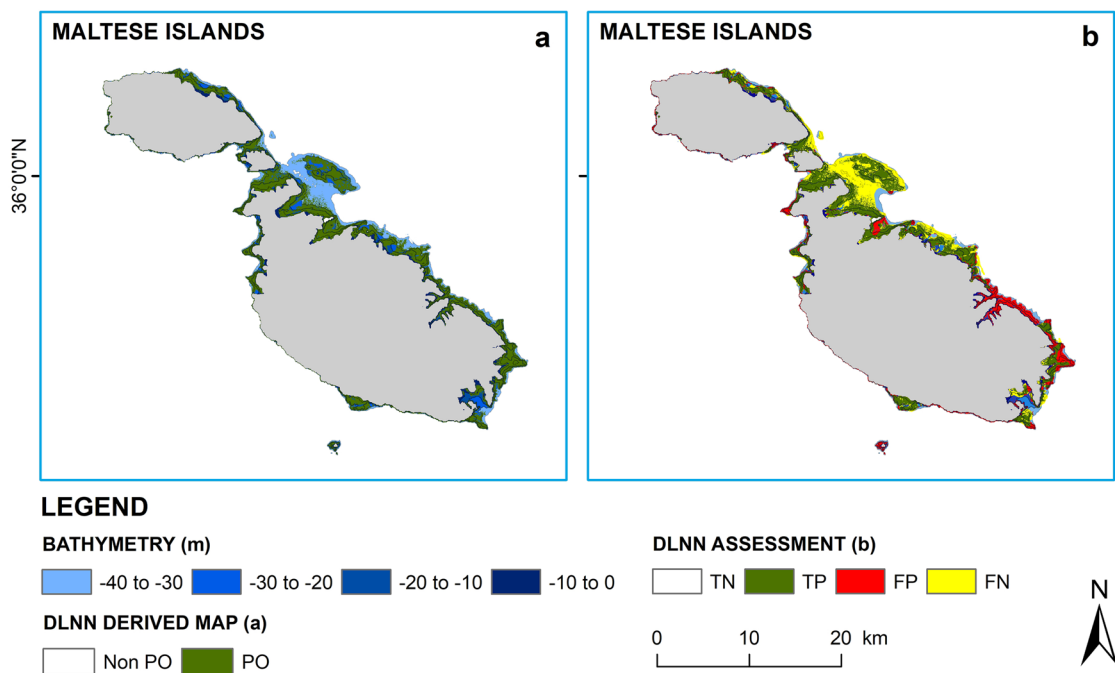 MALTESE ISLANDS
a
MALTESE ISLANDS
b
36°0'0"N
LEGEND
BATHYMETRY (m)
-40 to -30
-30 to -20
-20 to -10
-10 to 0
DLNN DERIVED MAP (a)
Non PO
PO
DLNN ASSESSMENT (b)
TN
TP
FP
FN
0 10 20 km
N